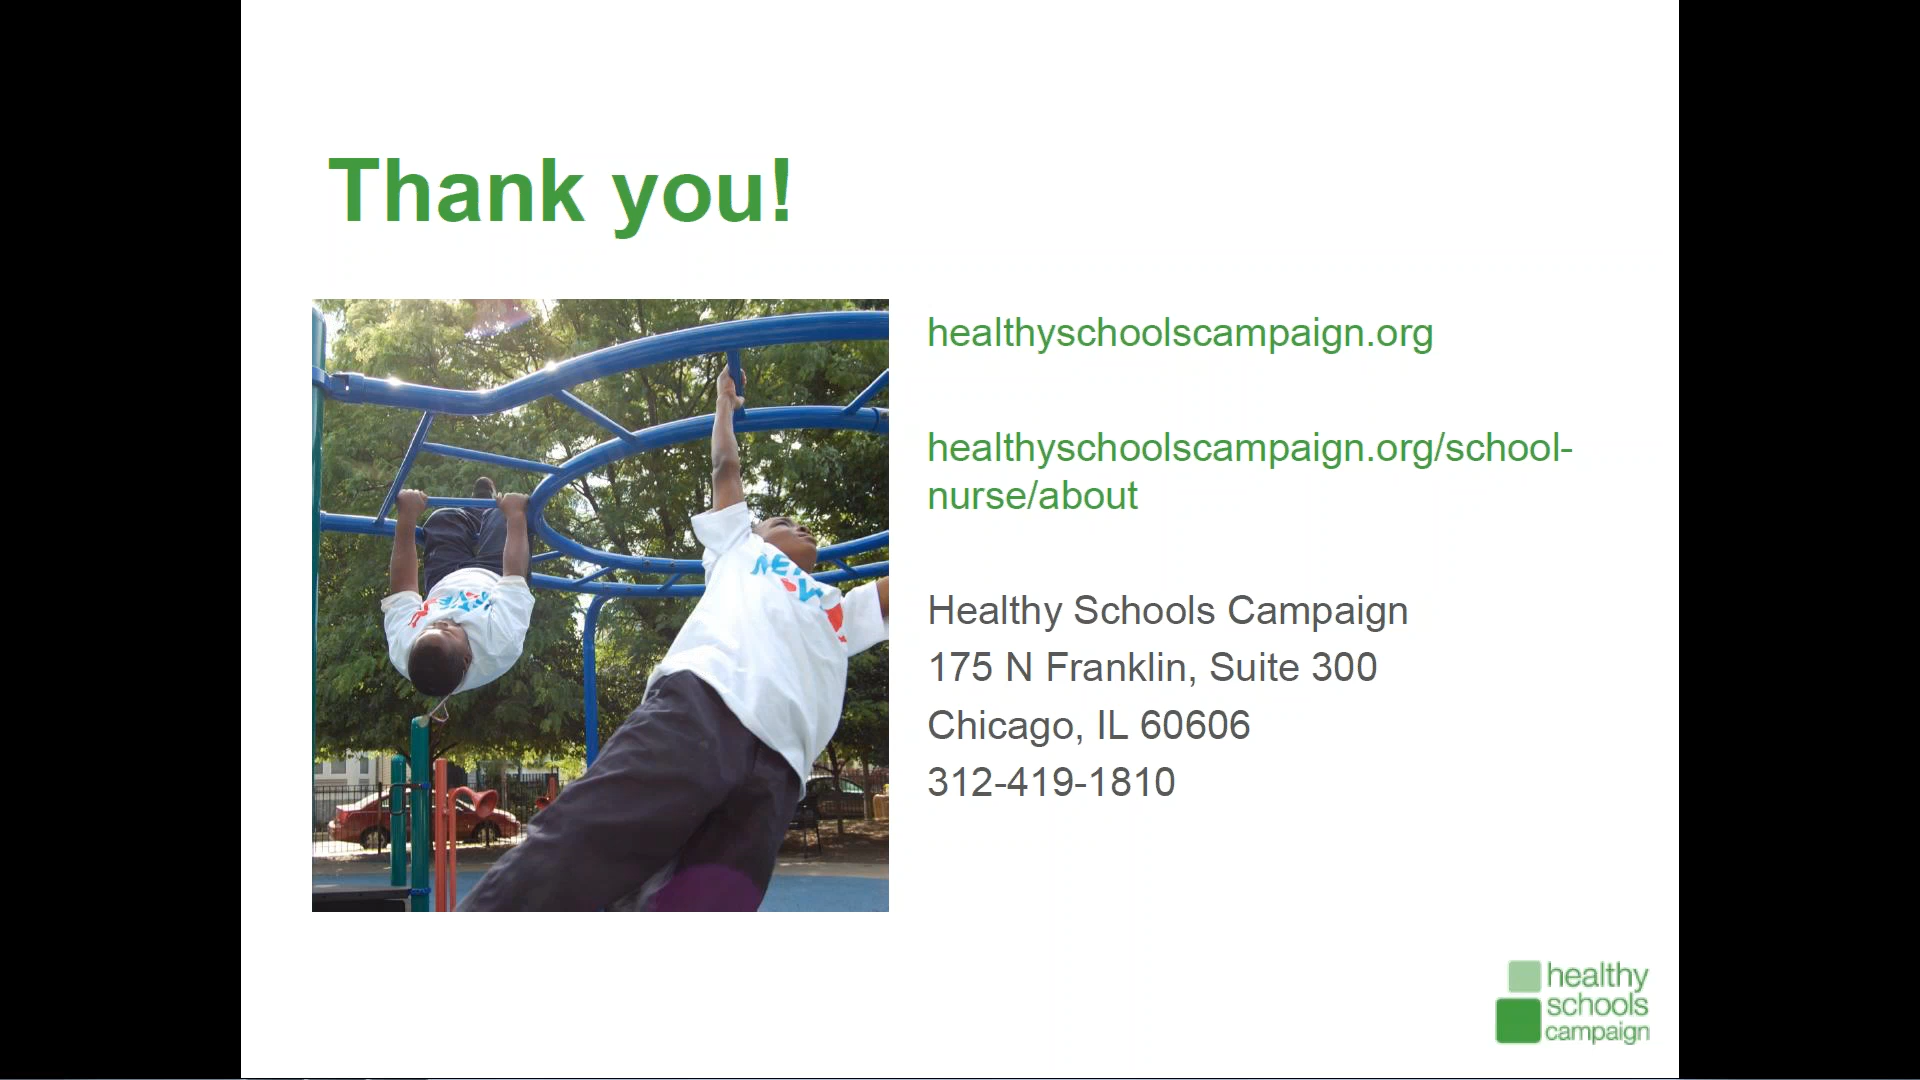 Thank you!
healthyschoolscampaign.org
healthyschoolscampaign.org/school-
nurse/about
Healthy Schools Campaign
175 N Franklin, Suite 300
Chicago, IL 60606
312-419-1810
healthy
schools
campaign